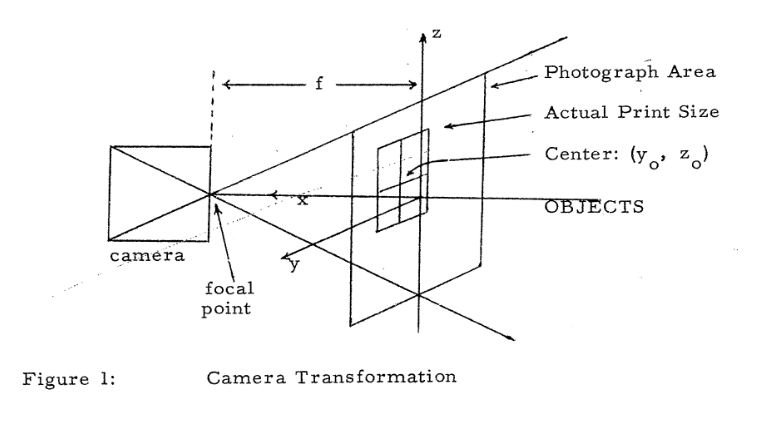 z
f
Photograph Area
Actual Print Size
Center: (y_o, z_o)
x
OBJECTS
camera
y
focal
point
Figure 1: Camera Transformation